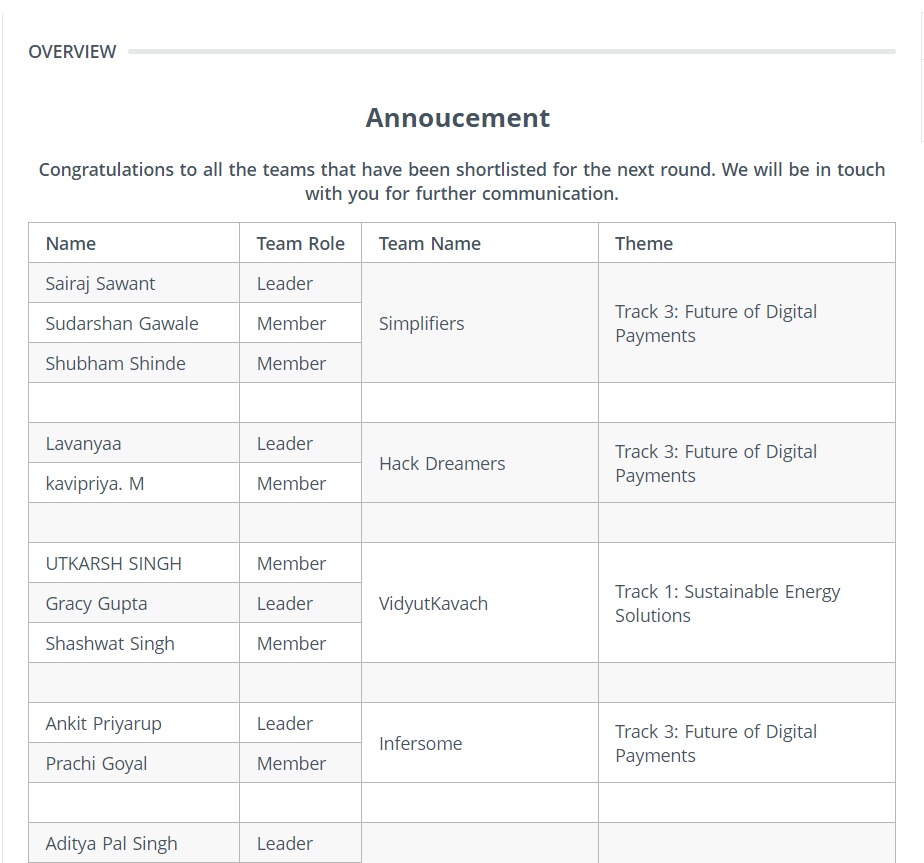 OVERVIEW
Annoucement
Congratulations to all the teams that have been shortlisted for the next round. We will be in touch
with you for further communication.
Name Team Role Team Name Theme
Sairaj Sawant Leader
Sudarshan Gawale Member Simplifiers Track 3: Future of Digital
Payments
Shubham Shinde Member
Lavanyaa Leader
Hack Dreamers Track 3: Future of Digital
Payments
kavipriya. M Member
UTKARSH SINGH Member
Gracy Gupta Leader VidyutKavach Track 1: Sustainable Energy
Solutions
Shashwat Singh Member
Ankit Priyarup Leader
Infersome Track 3: Future of Digital
Payments
Prachi Goyal Member
Aditya Pal Singh Leader